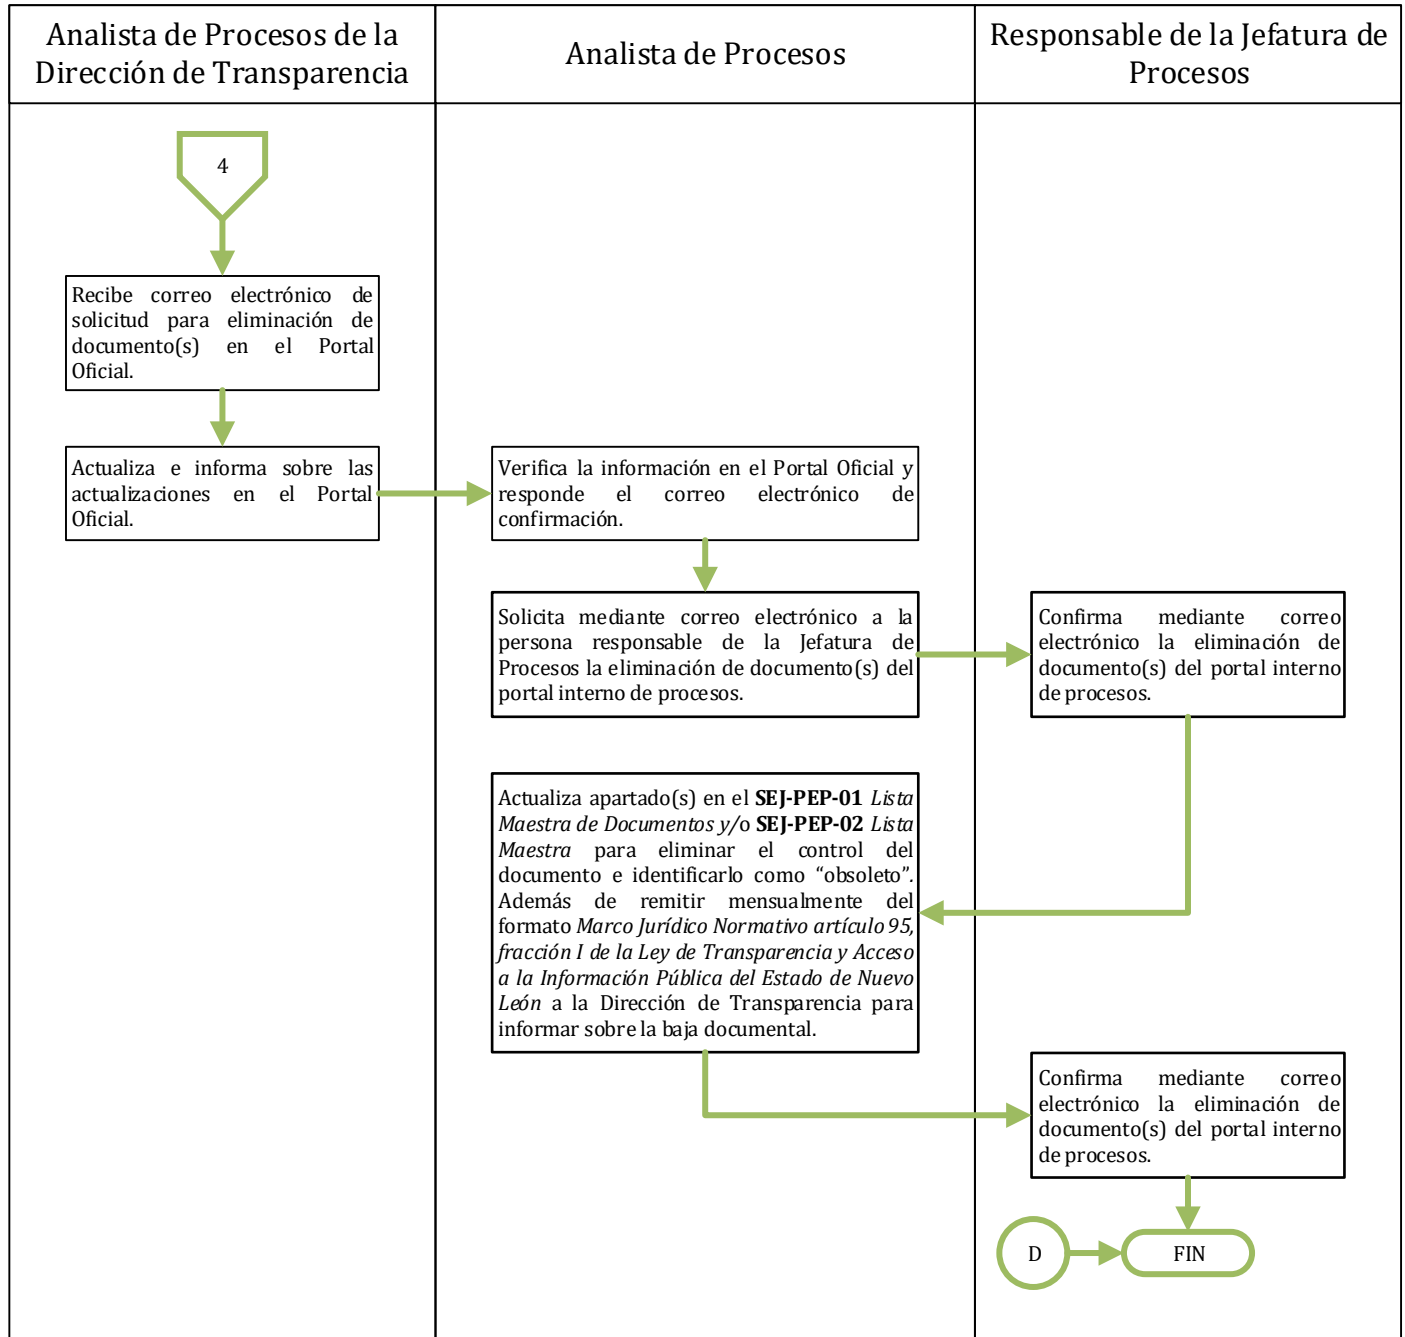 Analista de Procesos de la
Dirección de Transparencia
Analista de Procesos
Responsable de la Jefatura de
Procesos
4
Recibe correo electrónico de
solicitud para eliminación de
documento(s) en el Portal
Oficial.
Actualiza e informa sobre las
actualizaciones en el Portal
Oficial.
Verifica la información en el Portal Oficial y
responde el correo electrónico de
confirmación.
Solicita mediante correo electrónico a la
persona responsable de la Jefatura de
Procesos la eliminación de documento(s) del
portal interno de procesos.
Confirma mediante correo
electrónico la eliminación de
documento(s) del portal interno
de procesos.
Actualiza apartado(s) en el SEJ-PEP-01 Lista
Maestra de Documentos y/o SEJ-PEP-02 Lista
Maestra para eliminar el control del
documento e identificarlo como “obsoleto”.
Además de remitir mensualmente del
formato Marco Jurídico Normativo artículo 95,
fracción I de la Ley de Transparencia y Acceso
a la Información Pública del Estado de Nuevo
León a la Dirección de Transparencia para
informar sobre la baja documental.
Confirma mediante correo
electrónico la eliminación de
documento(s) del portal interno
de procesos.
D
FIN